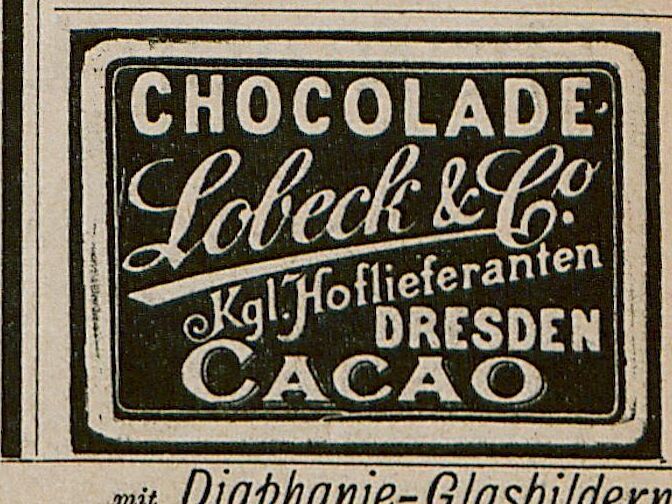 CHOCOLADE
Lobeck & Co.
Kgl. Hoflieferanten
DRESDEN
CACAO
mit Diaphanie-Glasbildern